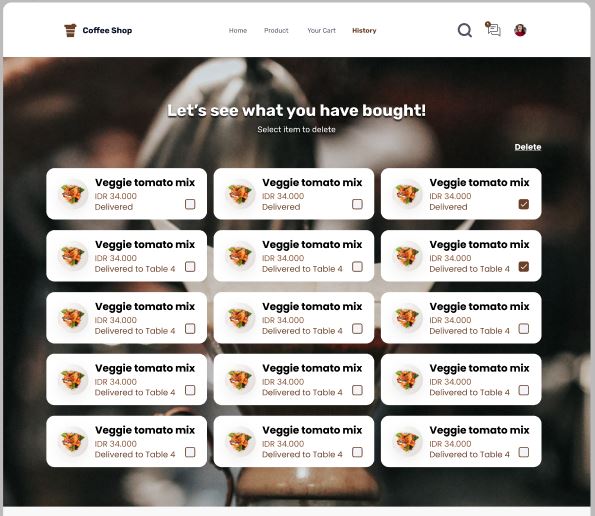 Coffee Shop
Home Product Your Cart History
Let's see what you have bought!
Select item to delete
Delete
Veggie tomato mix Veggie tomato mix Veggie tomato mix
IDR 34.000 IDR 34.000 IDR 34.000
Delivered Delivered Delivered
Veggie tomato mix Veggie tomato mix Veggie tomato mix
IDR 34.000 IDR 34.000 IDR 34.000
Delivered to Table 4 Delivered to Table 4 Delivered to Table 4
Veggie tomato mix Veggie tomato mix Veggie tomato mix
IDR 34.000 IDR 34.000 IDR 34.000
Delivered to Table 4 Delivered to Table 4 Delivered to Table 4
Veggie tomato mix Veggie tomato mix Veggie tomato mix
IDR 34.000 IDR 34.000 IDR 34.000
Delivered to Table 4 Delivered to Table 4 Delivered to Table 4
Veggie tomato mix Veggie tomato mix Veggie tomato mix
IDR 34.000 IDR 34.000 IDR 34.000
Delivered to Table 4 Delivered to Table 4 Delivered to Table 4